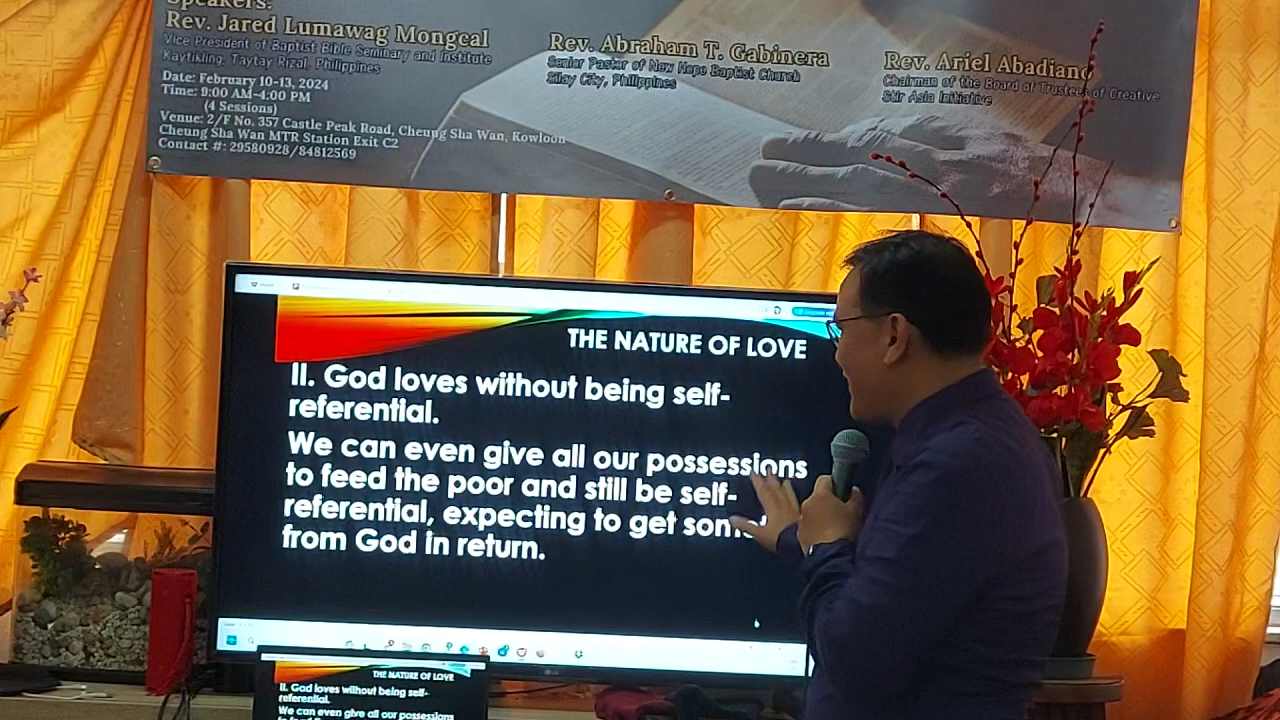 Speakers:
Rev. Jared Lumawag Mongcal
Vice President of Baptist Bible Seminary and Institute
Kaytikling, Taytay Rizal, Philippines
Date: February 10-13, 2024
Time: 9:00 AM-4:00 PM
(4 Sessions)
Venue: 2/F No. 357 Castle Peak Road, Cheung Sha Wan, Kowloon
Cheung Sha Wan MTR Station Exit C2
Contact #: 29580928/84812569
Rev. Abraham T. Gabinera
Senior Pastor of New Hope Baptist Church
Silay City, Philippines
Rev. Ariel Abadiano
Chairman of the Board of Trustees of Creative
Stir Asia Initiative
THE NATURE OF LOVE
II. God loves without being self-
referential.
We can even give all our possessions
to feed the poor and still be self-
referential, expecting to get
from God in return.
THE NATURE OF LOVE
II. God loves without being self-
referential.
We can even give all our possessions